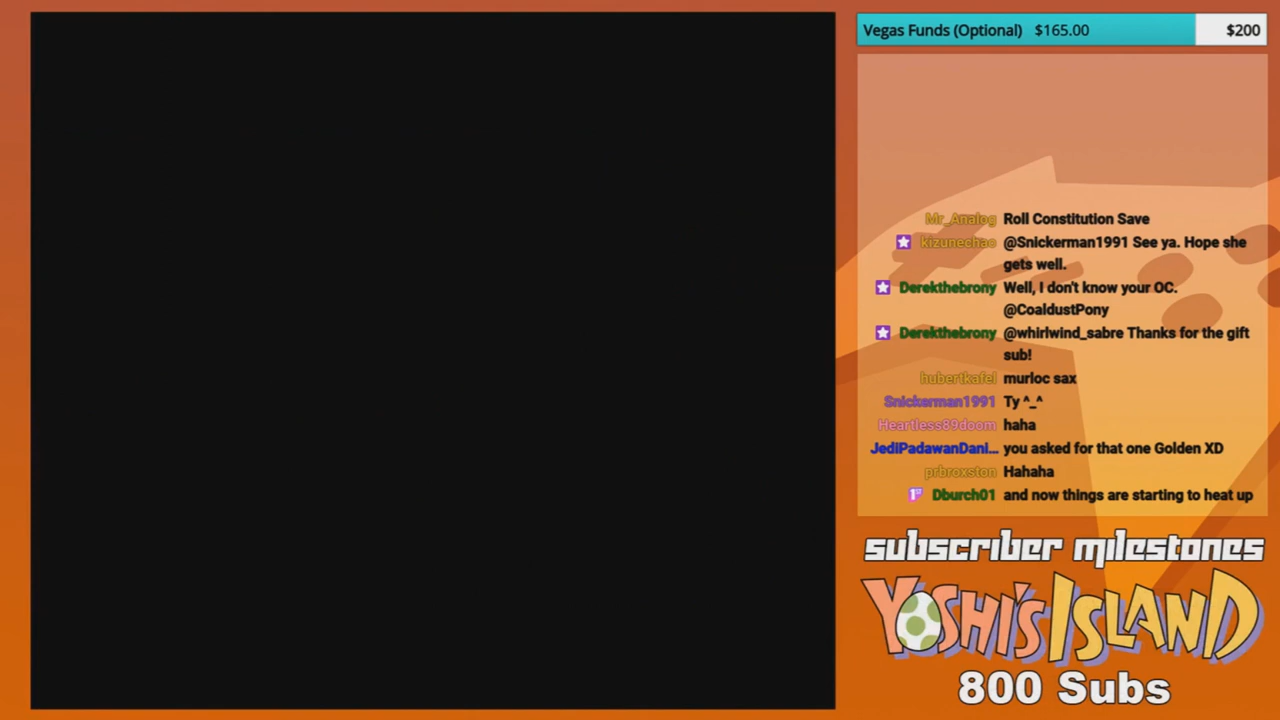 Vegas Funds (Optional) $165.00 $200
Mr_Analog Roll Constitution Save
kizunechao @Snickerman1991 See ya. Hope she
gets well.
Derekthebrony Well, I don't know your OC.
@CoaldustPony
Derekthebrony @whirlwind_sabre Thanks for the gift
sub!
hubertkafel murloc sax
Snickerman1991 Ty ^_^
Heartless89doom haha
JediPadawanDani... you asked for that one Golden XD
prbroxston Hahaha
Dburch01 and now things are starting to heat up
SUBSCRIBER MILESTONES
YOSHI'S ISLAND
800 Subs